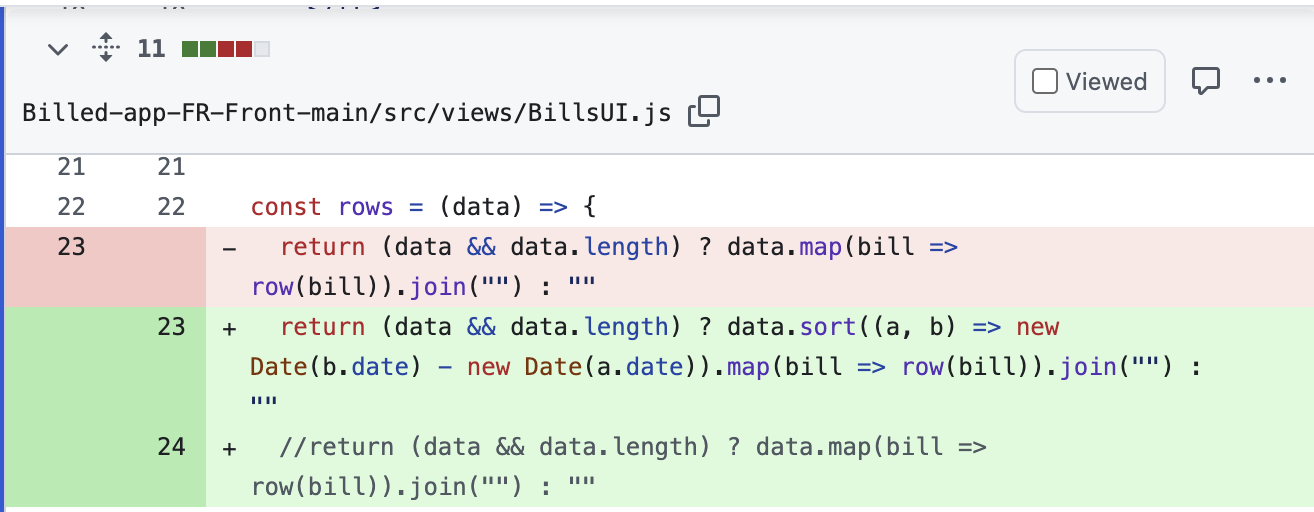 11
Viewed
Billed-app-FR-Front-main/src/views/BillsUI.js
21 21
22 22 const rows = (data) => {
23 - return (data && data.length) ? data.map(bill =>
row(bill)).join("") : ""
23 + return (data && data.length) ? data.sort((a, b) => new
Date(b.date) - new Date(a.date)).map(bill => row(bill)).join("") :
""
24 + //return (data && data.length) ? data.map(bill =>
row(bill)).join("") : ""